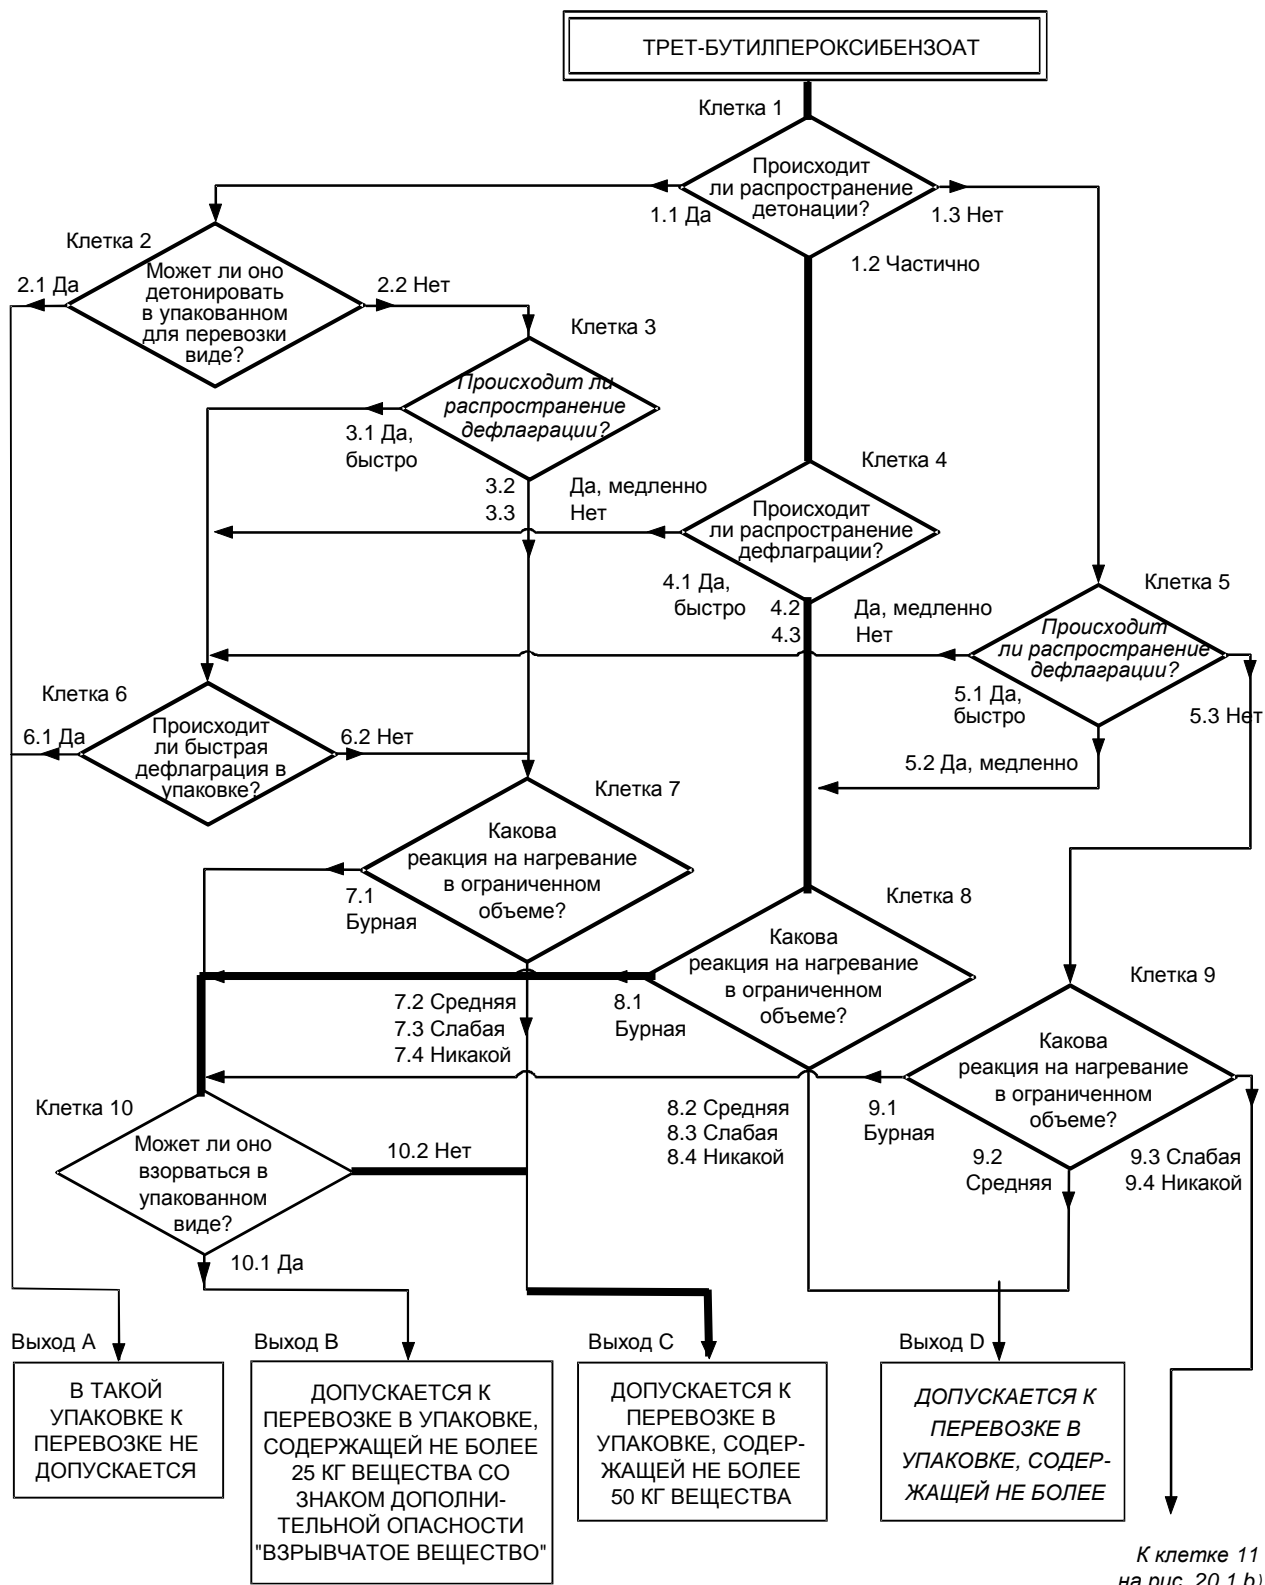 ТРЕТ-БУТИЛПЕРОКСИБЕНЗОАТ
Клетка 1
Происходит
ли распространение
детонации?
1.1 Да
1.3 Нет
1.2 Частично
Клетка 2
Может ли оно
детонировать
в упакованном
для перевозки
виде?
2.1 Да
2.2 Нет
Клетка 3
Происходит ли
распространение
дефлаграции?
3.1 Да,
быстро
3.2 Да, медленно
3.3 Нет
Клетка 4
Происходит
ли распространение
дефлаграции?
4.1 Да,
быстро
4.2 Да, медленно
4.3 Нет
Клетка 5
Происходит
ли распространение
дефлаграции?
5.1 Да,
быстро
5.3 Нет
5.2 Да, медленно
Клетка 6
Происходит
ли быстрая
дефлаграция в
упаковке?
6.1 Да
6.2 Нет
Клетка 7
Какова
реакция на нагревание
в ограниченном
объеме?
7.1
Бурная
7.2 Средняя
7.3 Слабая
7.4 Никакой
Клетка 8
Какова
реакция на нагревание
в ограниченном
объеме?
8.1
Бурная
8.2 Средняя
8.3 Слабая
8.4 Никакой
Клетка 9
Какова
реакция на нагревание
в ограниченном
объеме?
9.1
Бурная
9.2
Средняя
9.3 Слабая
9.4 Никакой
Клетка 10
Может ли оно
взорваться в
упакованном
виде?
10.2 Нет
10.1 Да
Выход A
В ТАКОЙ
УПАКОВКЕ К
ПЕРЕВОЗКЕ НЕ
ДОПУСКАЕТСЯ
Выход B
ДОПУСКАЕТСЯ К
ПЕРЕВОЗКЕ В УПАКОВКЕ,
СОДЕРЖАЩЕЙ НЕ БОЛЕЕ
25 КГ ВЕЩЕСТВА СО
ЗНАКОМ ДОПОЛНИ-
ТЕЛЬНОЙ ОПАСНОСТИ
"ВЗРЫВЧАТОЕ ВЕЩЕСТВО"
Выход C
ДОПУСКАЕТСЯ К
ПЕРЕВОЗКЕ В
УПАКОВКЕ, СОДЕР-
ЖАЩЕЙ НЕ БОЛЕЕ
50 КГ ВЕЩЕСТВА
Выход D
ДОПУСКАЕТСЯ К
ПЕРЕВОЗКЕ В
УПАКОВКЕ, СОДЕР-
ЖАЩЕЙ НЕ БОЛЕЕ
К клетке 11
на рис. 20.1 b)